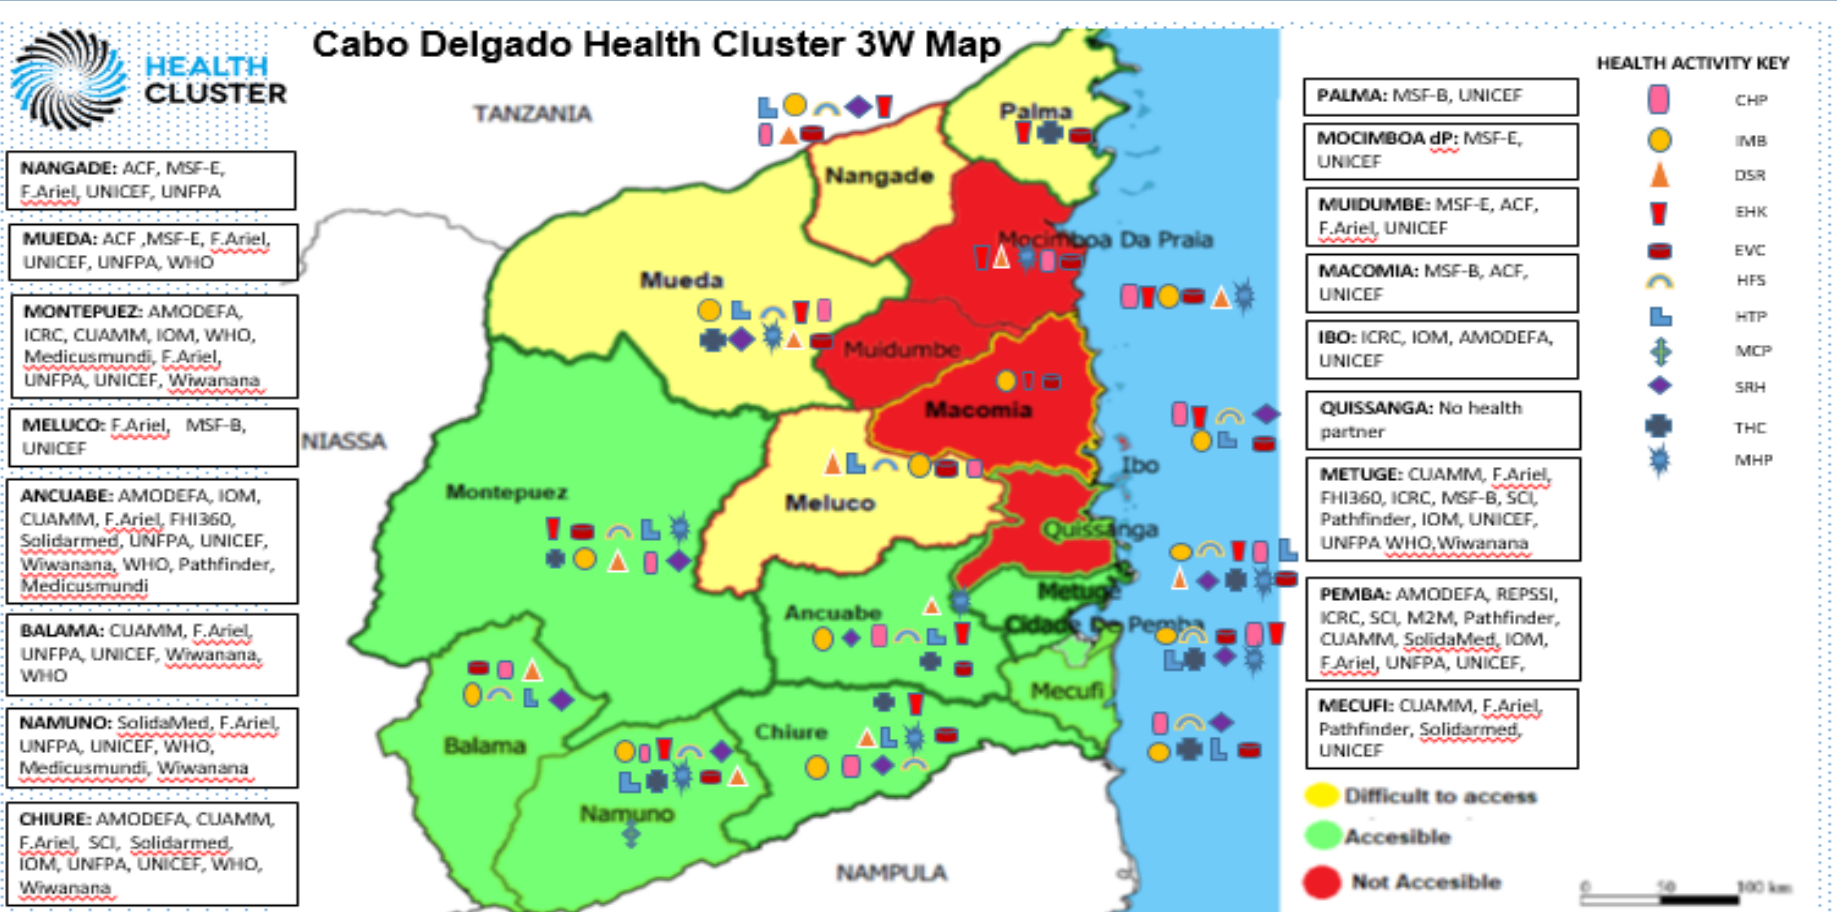 Cabo Delgado Health Cluster 3W Map
HEALTH
CLUSTER
NANGADE: ACF, MSF-E,
F.Ariel, UNICEF, UNFPA
MUEDA: ACF ,MSF-E, F.Ariel,
UNICEF, UNFPA, WHO
MONTEPUEZ: AMODEFA,
ICRC, CUAMM, IOM, WHO,
Medicusmundi, F.Ariel,
UNFPA, UNICEF, Wiwanana
MELUCO: F.Ariel, MSF-B,
UNICEF
ANCUABE: AMODEFA, IOM,
CUAMM, F.Ariel, FHI360,
Solidarmed, UNFPA, UNICEF,
Wiwanana, WHO, Pathfinder,
Medicusmundi
BALAMA: CUAMM, F.Ariel,
UNFPA, UNICEF, Wiwanana,
WHO
NAMUNO: SolidaMed, F.Ariel,
UNFPA, UNICEF, WHO,
Medicusmundi, Wiwanana
CHIURE: AMODEFA, CUAMM,
F.Ariel, SCI, Solidarmed,
IOM, UNFPA, UNICEF, WHO,
Wiwanana
TANZANIA
Palma
Nangade
Mocimboa Da Praia
Mueda
Muidumbe
Macomia
NIASSA
Ibo
Montepuez
Meluco
Quissanga
Metuge
Ancuabe
Cidade De Pemba
Mecufi
Chiure
Balama
Namuno
NAMPULA
PALMA: MSF-B, UNICEF
MOCIMBOA dP: MSF-E,
UNICEF
MUIDUMBE: MSF-E, ACF,
F.Ariel, UNICEF
MACOMIA: MSF-B, ACF,
UNICEF
IBO: ICRC, IOM, AMODEFA,
UNICEF
QUISSANGA: No health
partner
METUGE: CUAMM, F.Ariel,
FHI360, ICRC, MSF-B, SCI,
Pathfinder, IOM, UNICEF,
UNFPA WHO,Wiwanana
PEMBA: AMODEFA, REPSSI,
ICRC, SCI, M2M, Pathfinder,
CUAMM, SolidaMed, IOM,
F.Ariel, UNFPA, UNICEF,
MECUFI: CUAMM, F.Ariel,
Pathfinder, Solidarmed,
UNICEF
Difficult to access
Accesible
Not Accesible
HEALTH ACTIVITY KEY
CHP
IMB
DSR
EHK
EVC
HFS
HTP
MCP
SRH
THC
MHP
0 50 100 km